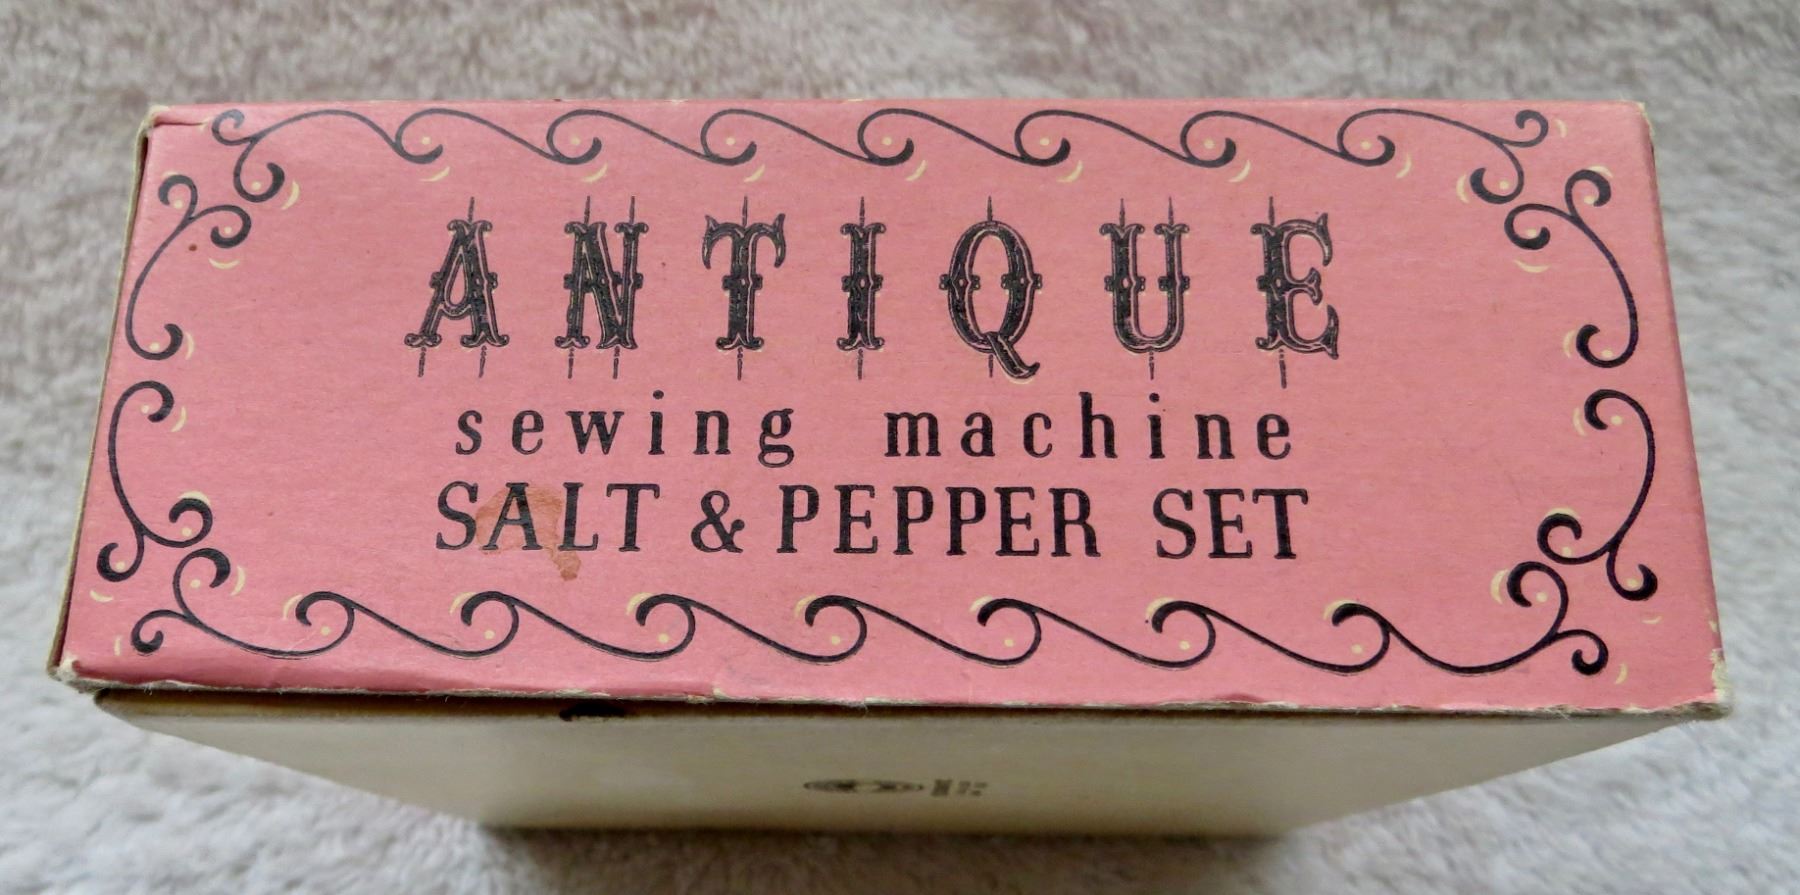 ANTIQUE
sewing machine
SALT & PEPPER SET